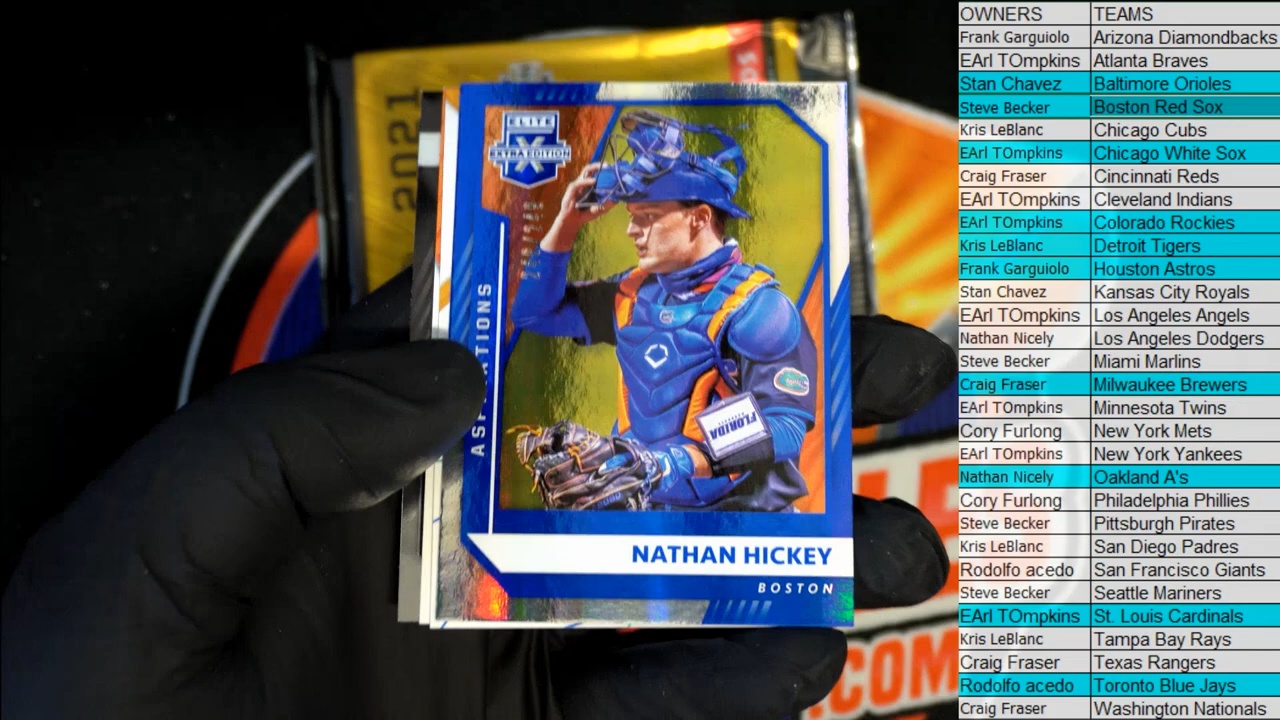 2021
ELITE
X
EXTRA EDITION
FLORIDA
NATHAN HICKEY
BOSTON
.COM
OWNERS TEAMS
Frank Garguiolo Arizona Diamondbacks
EArl TOmpkins Atlanta Braves
Stan Chavez Baltimore Orioles
Steve Becker Boston Red Sox
Kris LeBlanc Chicago Cubs
EArl TOmpkins Chicago White Sox
Craig Fraser Cincinnati Reds
EArl TOmpkins Cleveland Indians
EArl TOmpkins Colorado Rockies
Kris LeBlanc Detroit Tigers
Frank Garguiolo Houston Astros
Stan Chavez Kansas City Royals
EArl TOmpkins Los Angeles Angels
Nathan Nicely Los Angeles Dodgers
Steve Becker Miami Marlins
Craig Fraser Milwaukee Brewers
EArl TOmpkins Minnesota Twins
Cory Furlong New York Mets
EArl TOmpkins New York Yankees
Nathan Nicely Oakland A's
Cory Furlong Philadelphia Phillies
Steve Becker Pittsburgh Pirates
Kris LeBlanc San Diego Padres
Rodolfo acedo San Francisco Giants
Steve Becker Seattle Mariners
EArl TOmpkins St. Louis Cardinals
Kris LeBlanc Tampa Bay Rays
Craig Fraser Texas Rangers
Rodolfo acedo Toronto Blue Jays
Craig Fraser Washington Nationals